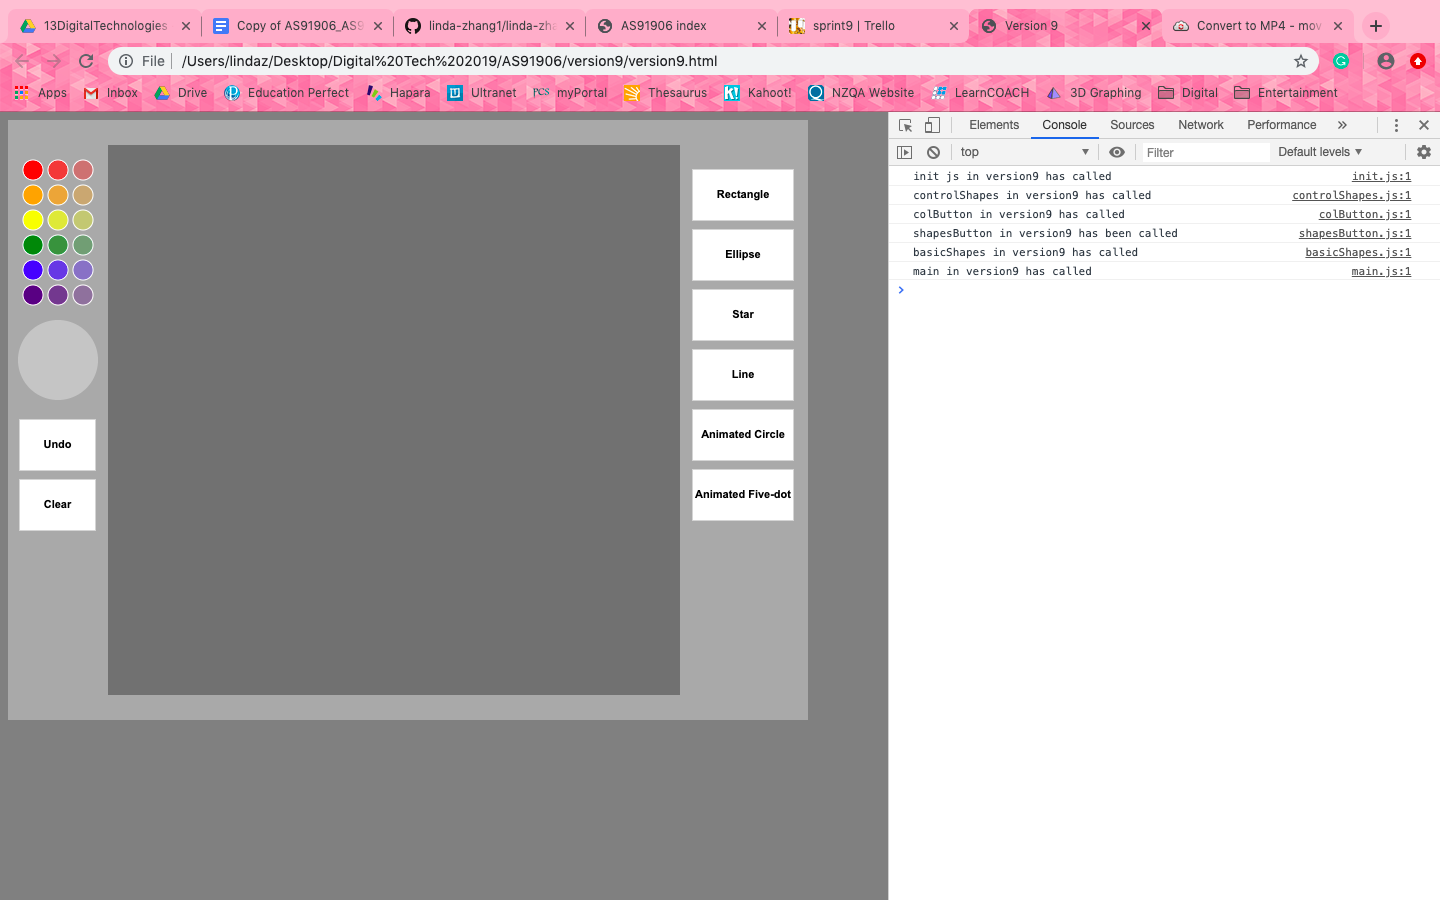 13DigitalTechnologies
Copy of AS91906_AS9
linda-zhang1/linda-zha
AS91906 index
sprint9 | Trello
Version 9
Convert to MP4 - mov
File
/Users/lindaz/Desktop/Digital%20Tech%202019/AS91906/version9/version9.html
Apps
Inbox
Drive
Education Perfect
Hapara
Ultranet
PCS myPortal
Thesaurus
Kahoot!
NZQA Website
LearnCOACH
3D Graphing
Digital
Entertainment
Undo
Clear
Rectangle
Ellipse
Star
Line
Animated Circle
Animated Five-dot
Elements Console Sources Network Performance »
top Filter Default levels
init js in version9 has called init.js:1
controlShapes in version9 has called controlShapes.js:1
colButton in version9 has called colButton.js:1
shapesButton in version9 has been called shapesButton.js:1
basicShapes in version9 has called basicShapes.js:1
main in version9 has called main.js:1